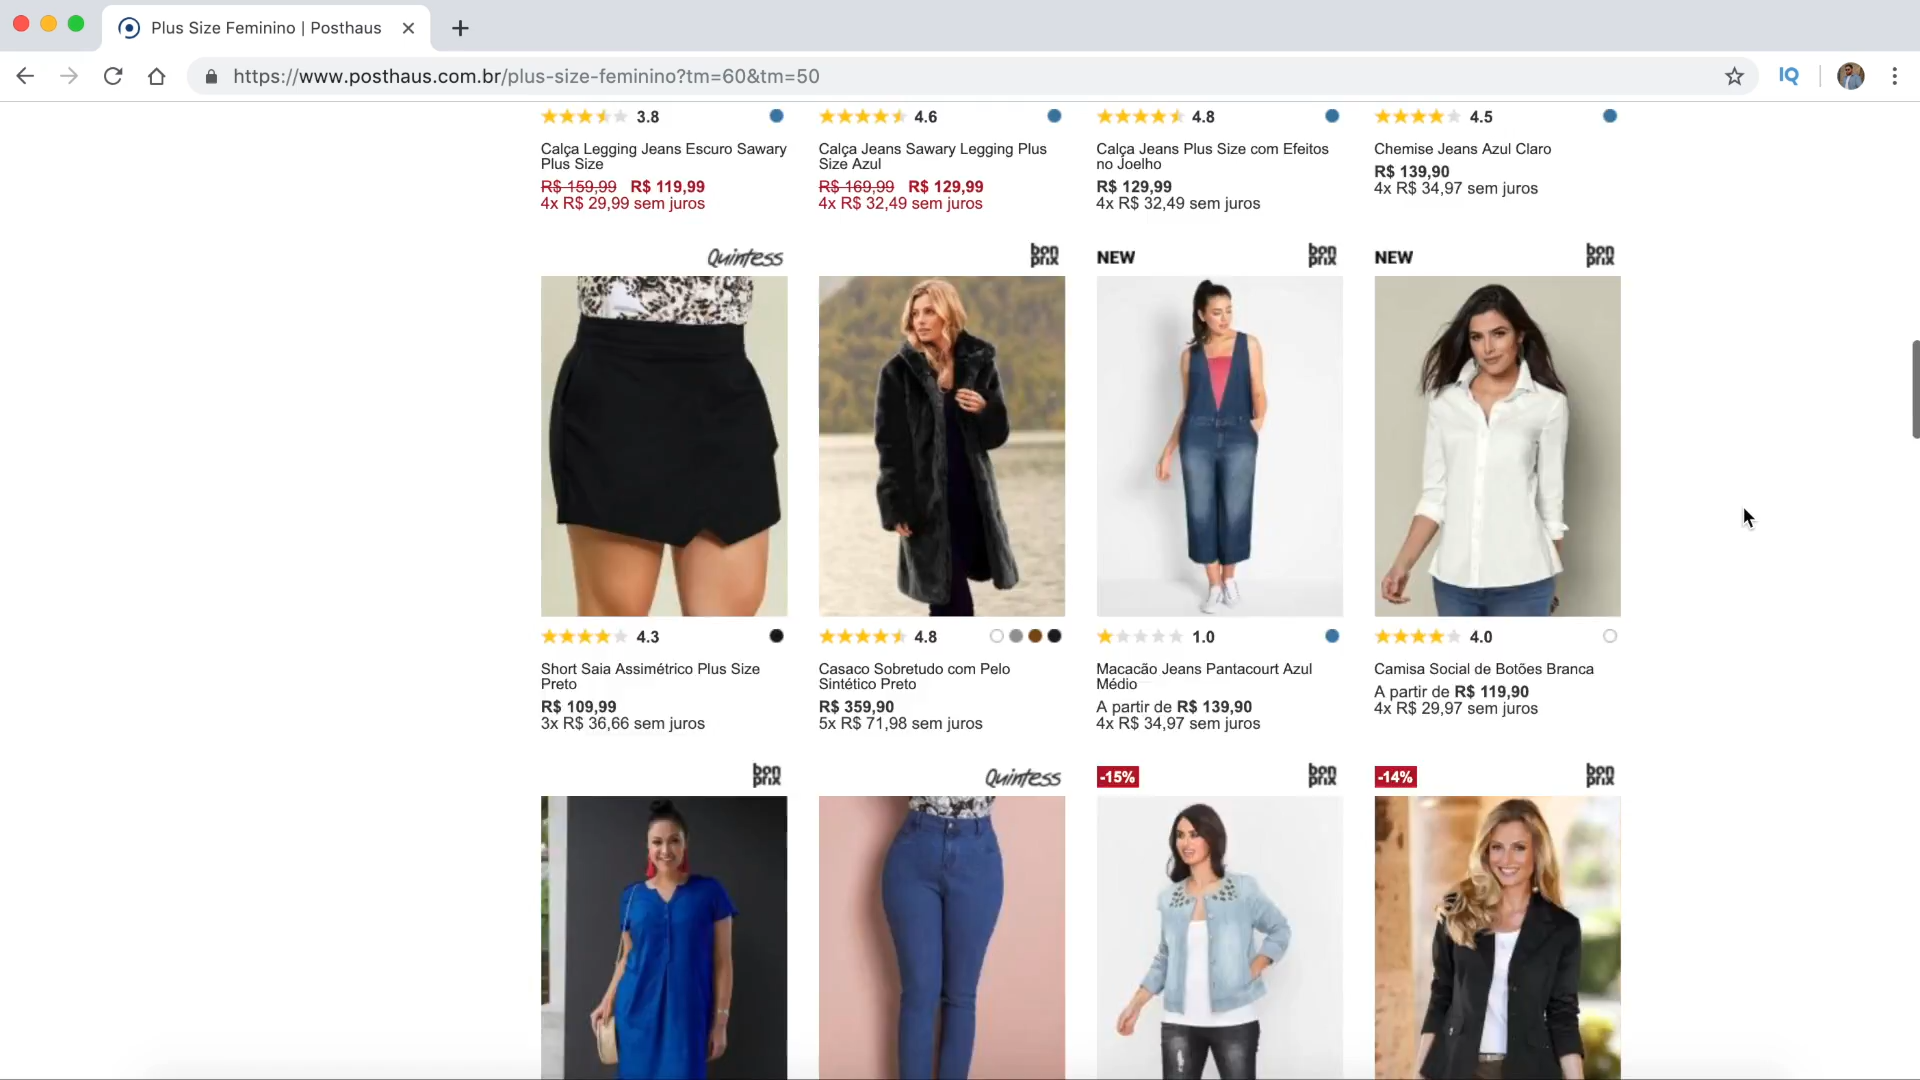 Plus Size Feminino | Posthaus
https://www.posthaus.com.br/plus-size-feminino?tm=60&tm=50
IQ
3.8
4.6
4.8
4.5
Calça Legging Jeans Escuro Sawary
Plus Size
R$ 159,99 R$ 119,99
4x R$ 29,99 sem juros
Calça Jeans Sawary Legging Plus
Size Azul
R$ 169,99 R$ 129,99
4x R$ 32,49 sem juros
Calça Jeans Plus Size com Efeitos
no Joelho
R$ 129,99
4x R$ 32,49 sem juros
Chemise Jeans Azul Claro
R$ 139,90
4x R$ 34,97 sem juros
Quintess
bon
prix
NEW
bon
prix
NEW
bon
prix
4.3
4.8
1.0
4.0
Short Saia Assimétrico Plus Size
Preto
R$ 109,99
3x R$ 36,66 sem juros
Casaco Sobretudo com Pelo
Sintético Preto
R$ 359,90
5x R$ 71,98 sem juros
Macacão Jeans Pantacourt Azul
Médio
A partir de R$ 139,90
4x R$ 34,97 sem juros
Camisa Social de Botões Branca
A partir de R$ 119,90
4x R$ 29,97 sem juros
bon
prix
Quintess
-15%
bon
prix
-14%
bon
prix